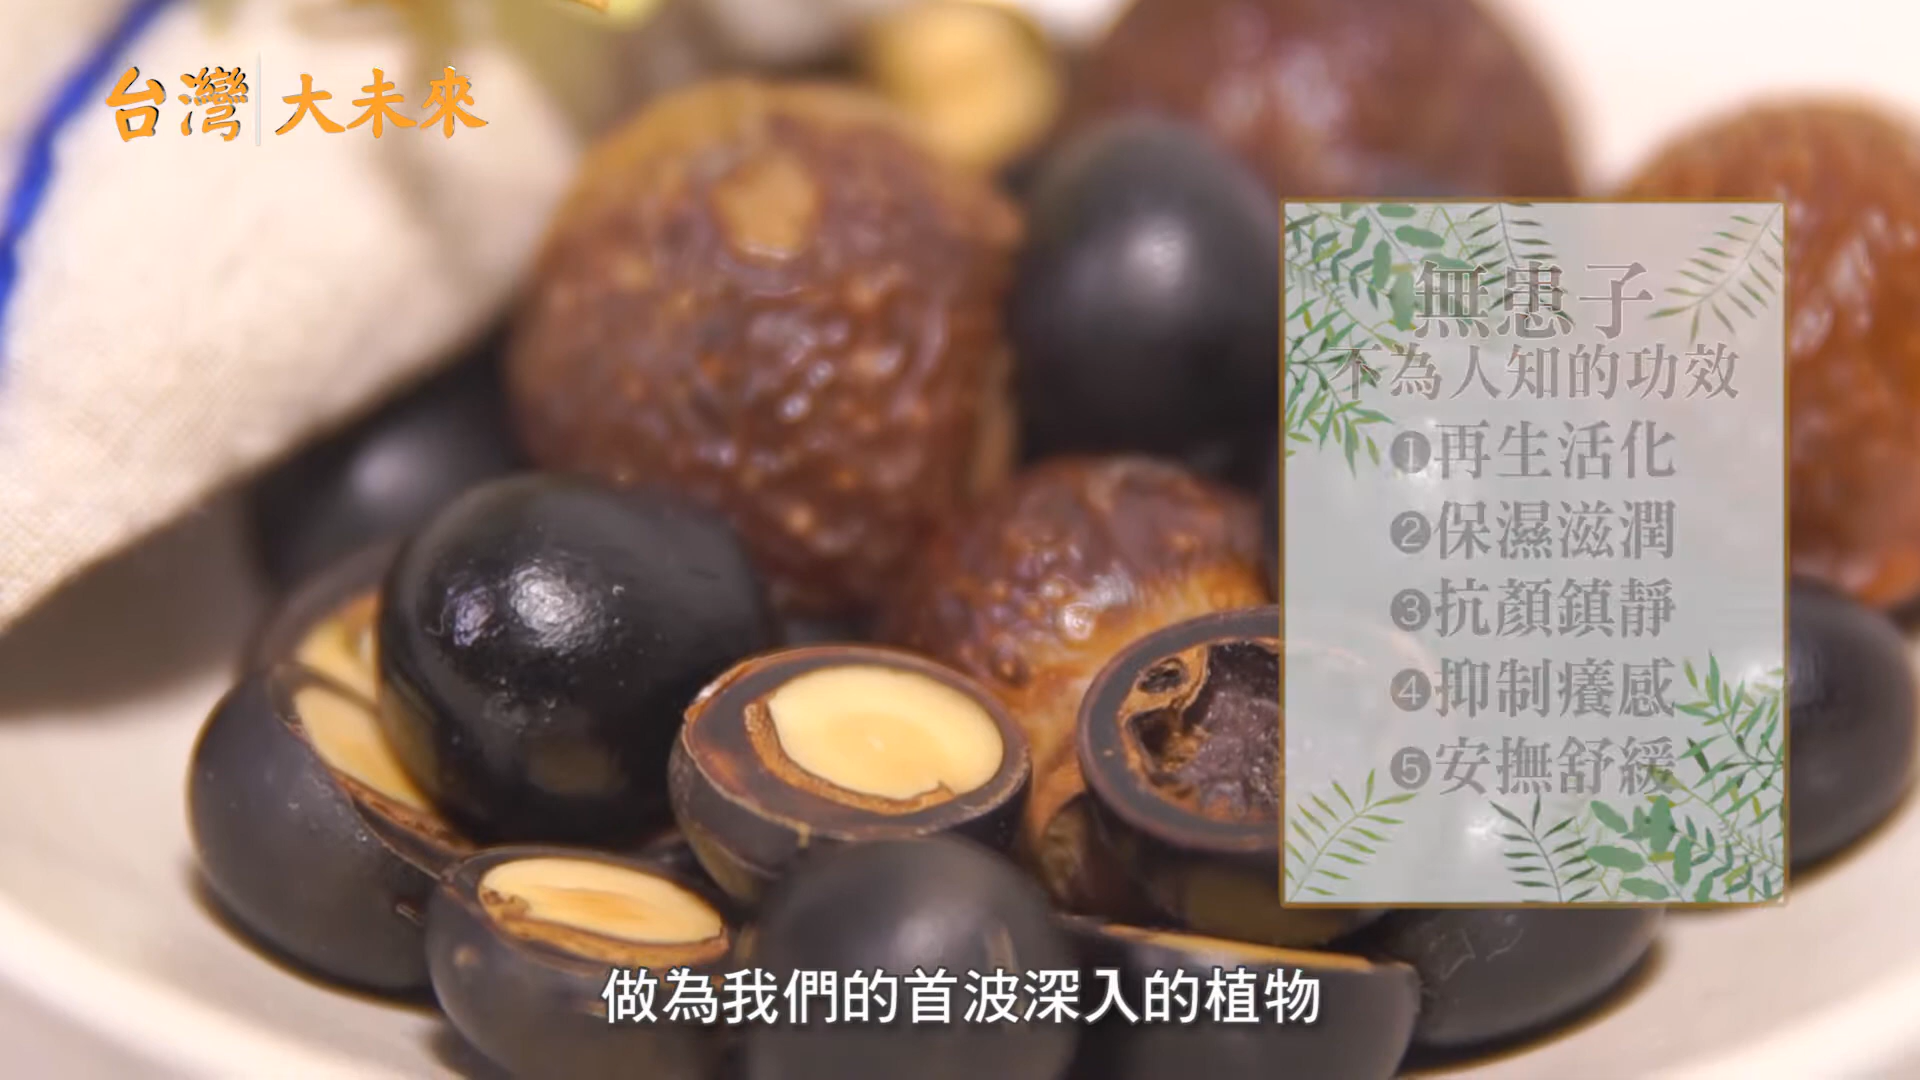 台灣 大未來
無患子
不為人知的功效
❶再生活化
❷保濕滋潤
❸抗顏鎮靜
❹抑制癢感
❺安撫舒緩
做為我們的首波深入的植物